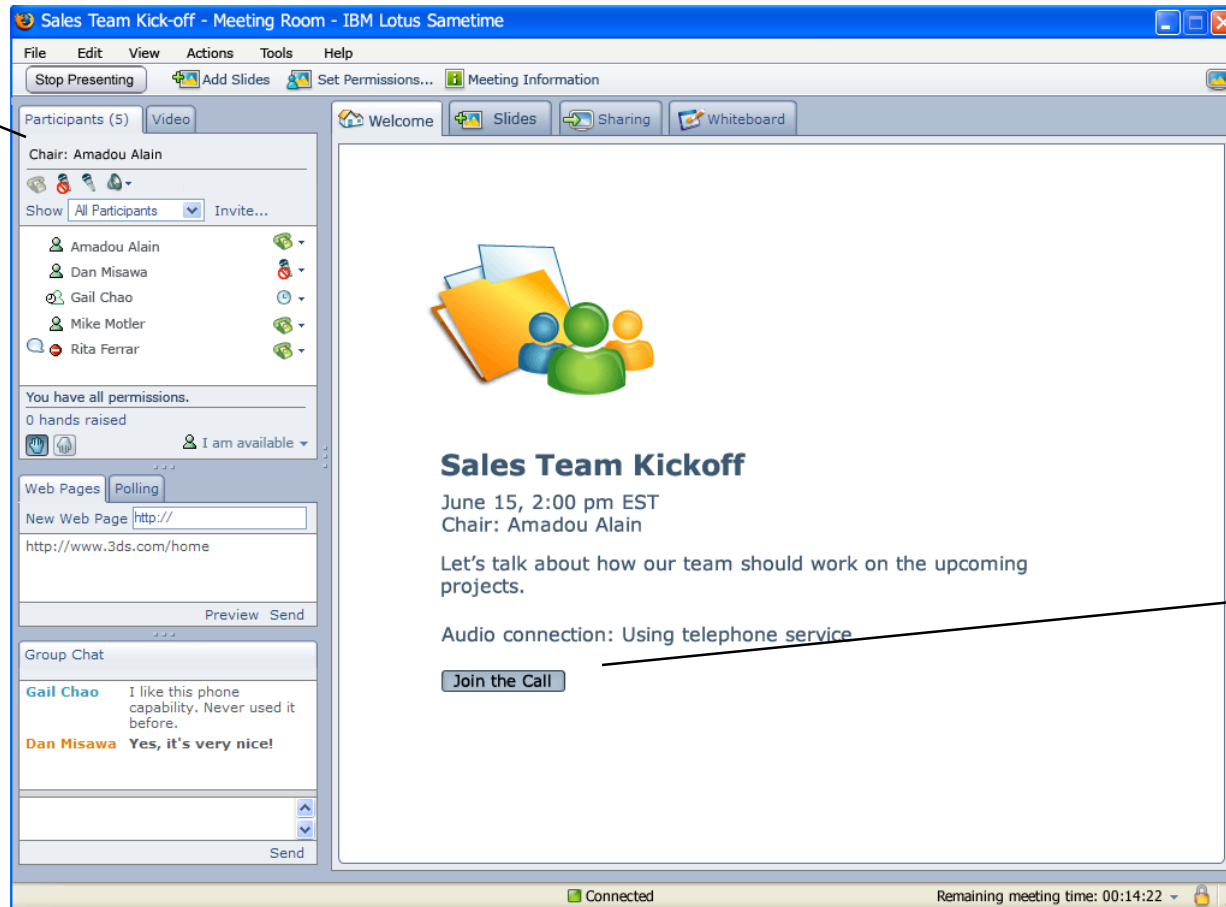 Sales Team Kick-off - Meeting Room - IBM Lotus Sametime
File Edit View Actions Tools Help
Stop Presenting Add Slides Set Permissions... Meeting Information
Participants (5) Video
Chair: Amadou Alain
Show All Participants Invite...
Amadou Alain
Dan Misawa
Gail Chao
Mike Motler
Rita Ferrar
You have all permissions.
0 hands raised
I am available
Web Pages Polling
New Web Page http://
http://www.3ds.com/home
Preview Send
Group Chat
Gail Chao I like this phone
capability. Never used it
before.
Dan Misawa Yes, it's very nice!
Send
Welcome Slides Sharing Whiteboard
Sales Team Kickoff
June 15, 2:00 pm EST
Chair: Amadou Alain
Let’s talk about how our team should work on the upcoming
projects.
Audio connection: Using telephone service
Join the Call
Connected Remaining meeting time: 00:14:22